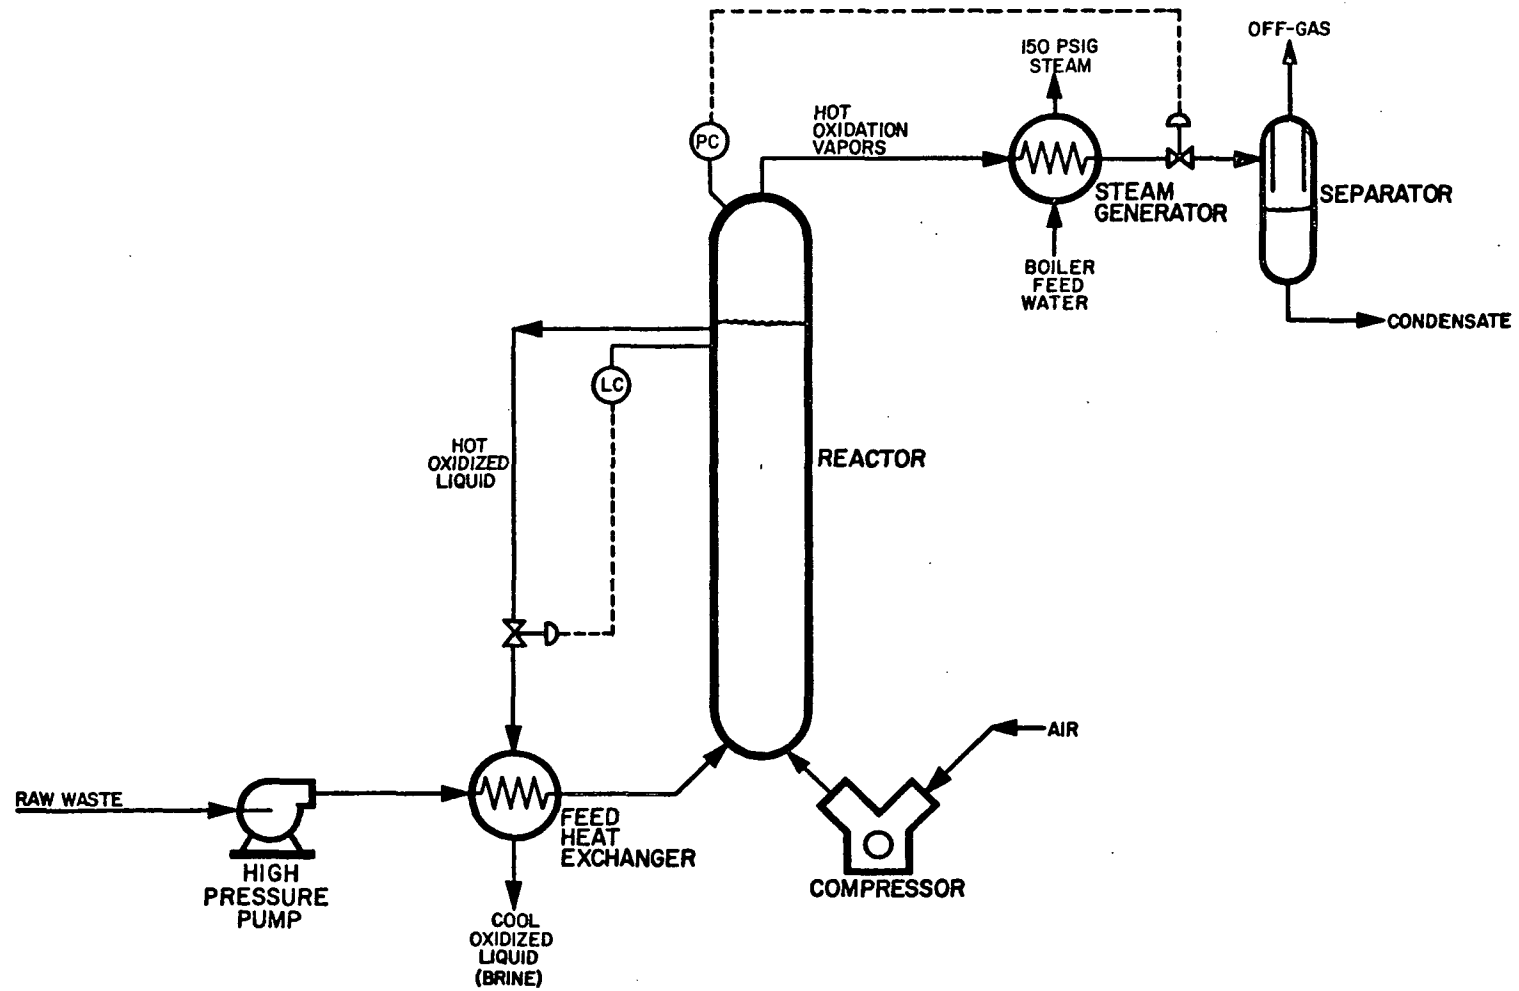 OFF-GAS
150 PSIG
STEAM
HOT
OXIDATION
VAPORS
PC
STEAM
GENERATOR
SEPARATOR
BOILER
FEED
WATER
CONDENSATE
LC
HOT
OXIDIZED
LIQUID
REACTOR
AIR
RAW WASTE
FEED
HEAT
EXCHANGER
HIGH
PRESSURE
PUMP
COMPRESSOR
COOL
OXIDIZED
LIQUID
(BRINE)